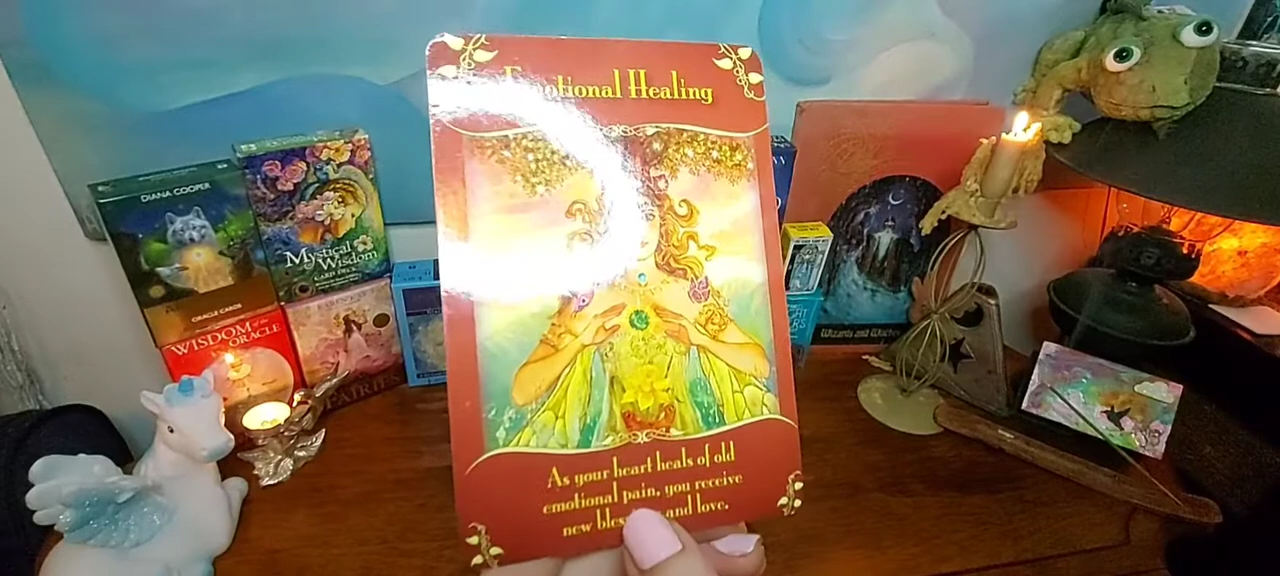 DIANA COOPER
ORACLE CARDS
Mystical
Wisdom
CARD DECK
WISDOM of the
ORACLE
FAIRIES
Emotional Healing
As your heart heals of old
emotional pain, you receive
new and love.
Wizards and Witches